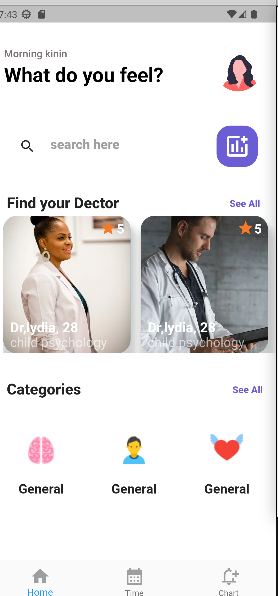 7:43
Morning kinin
What do you feel?
search here
Find your Dector
See All
5
5
Dr,lydia, 28
Dr,lydia, 28
child psychology
child psychology
Categories
See All
General
General
General
Home
Time
Chart